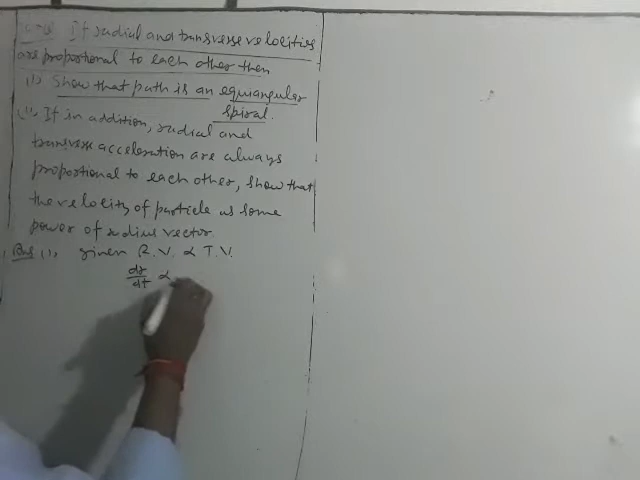 If radial and transverse velocities
are proportional to each other then
(i) Show that path is an equiangular
spiral.
(ii) If in addition, radial and
transverse acceleration are always
proportional to each other, show that
the velocity of particle as some
power of radius vector.
Ans (i), given R.V. ∝ T.V.
dr/dt ∝